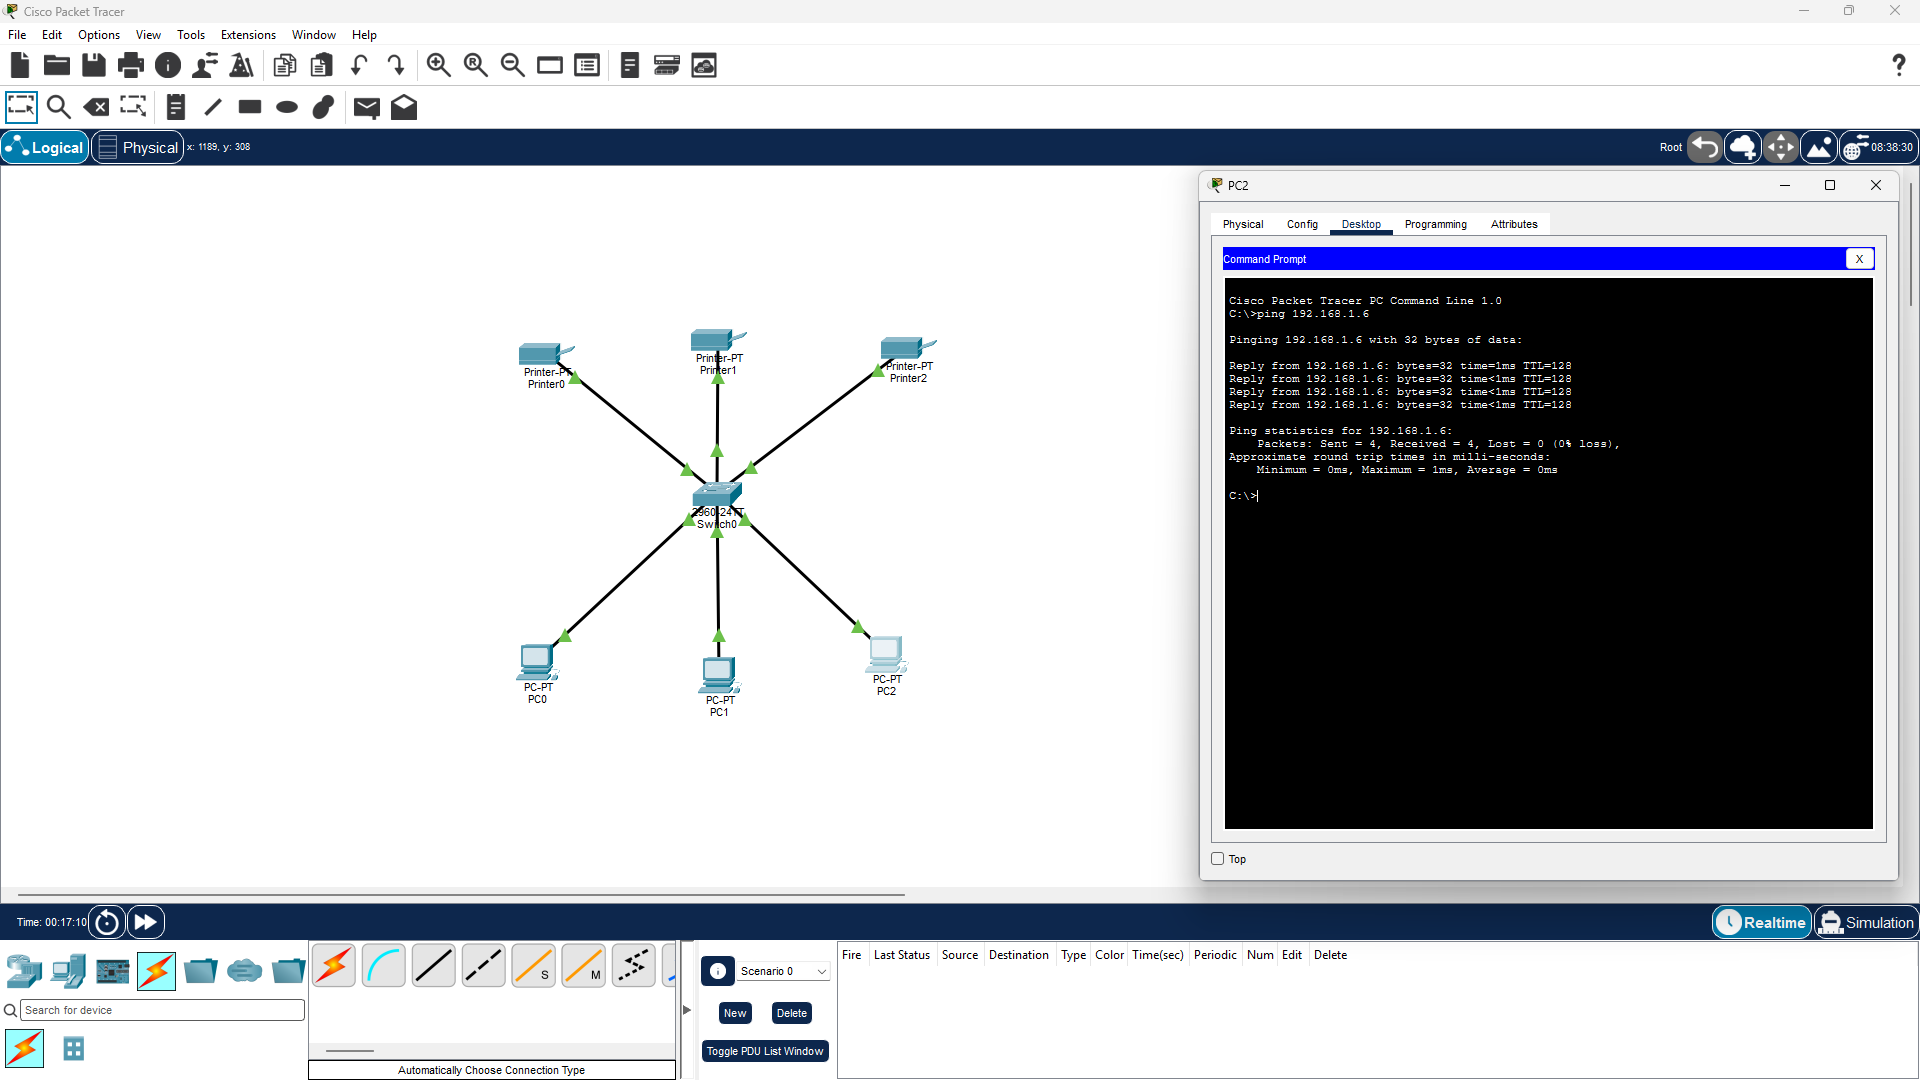 Cisco Packet Tracer
File Edit Options View Tools Extensions Window Help
Logical Physical x: 1189, y: 308 Root 08:38:30
PC2
Physical Config Desktop Programming Attributes
Command Prompt X
Cisco Packet Tracer PC Command Line 1.0
C:\>ping 192.168.1.6
Pinging 192.168.1.6 with 32 bytes of data:
Reply from 192.168.1.6: bytes=32 time=1ms TTL=128
Reply from 192.168.1.6: bytes=32 time<1ms TTL=128
Reply from 192.168.1.6: bytes=32 time<1ms TTL=128
Reply from 192.168.1.6: bytes=32 time<1ms TTL=128
Ping statistics for 192.168.1.6:
Packets: Sent = 4, Received = 4, Lost = 0 (0% loss),
Approximate round trip times in milli-seconds:
Minimum = 0ms, Maximum = 1ms, Average = 0ms
C:\>
Top
Printer-PT
Printer0
Printer-PT
Printer1
Printer-PT
Printer2
2960-24TT
Switch0
PC-PT
PC0
PC-PT
PC1
PC-PT
PC2
Time: 00:17:10 Realtime Simulation
Search for device
S M
Automatically Choose Connection Type
Scenario 0
New Delete
Toggle PDU List Window
Fire Last Status Source Destination Type Color Time(sec) Periodic Num Edit Delete